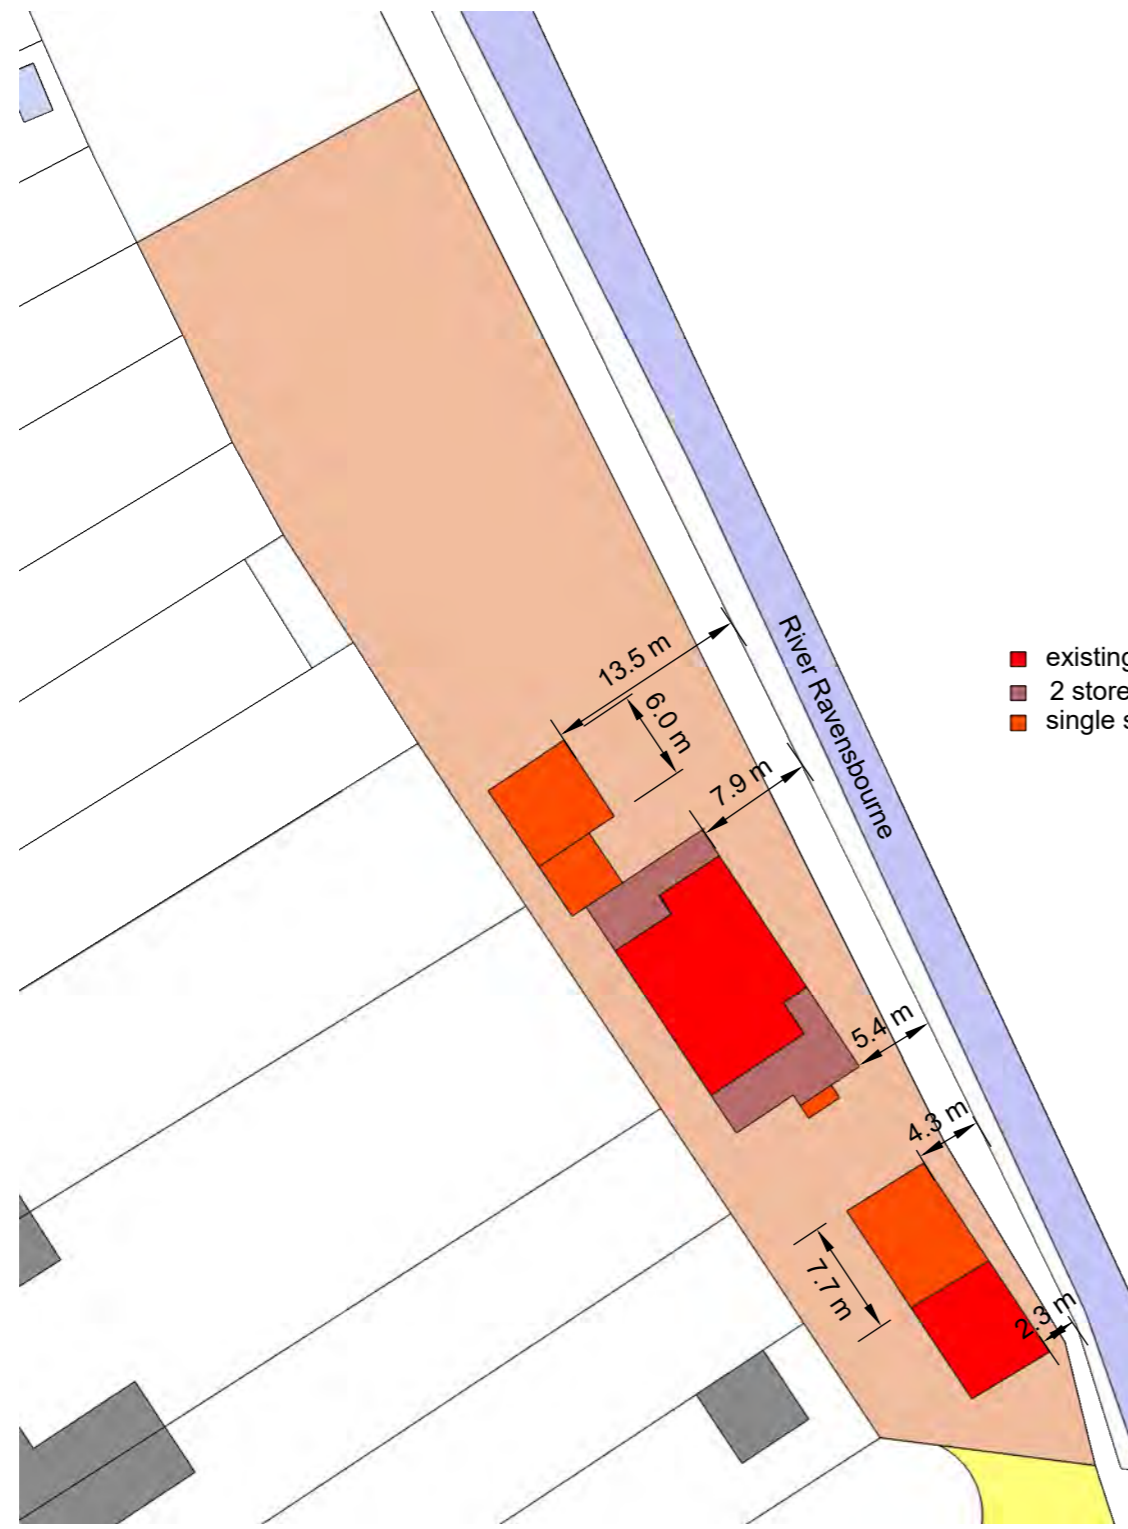 13.5 m
6.0 m
River Ravensbourne
existing
2 store
single s
7.9 m
5.4 m
4.3 m
7.7 m
2.3 m